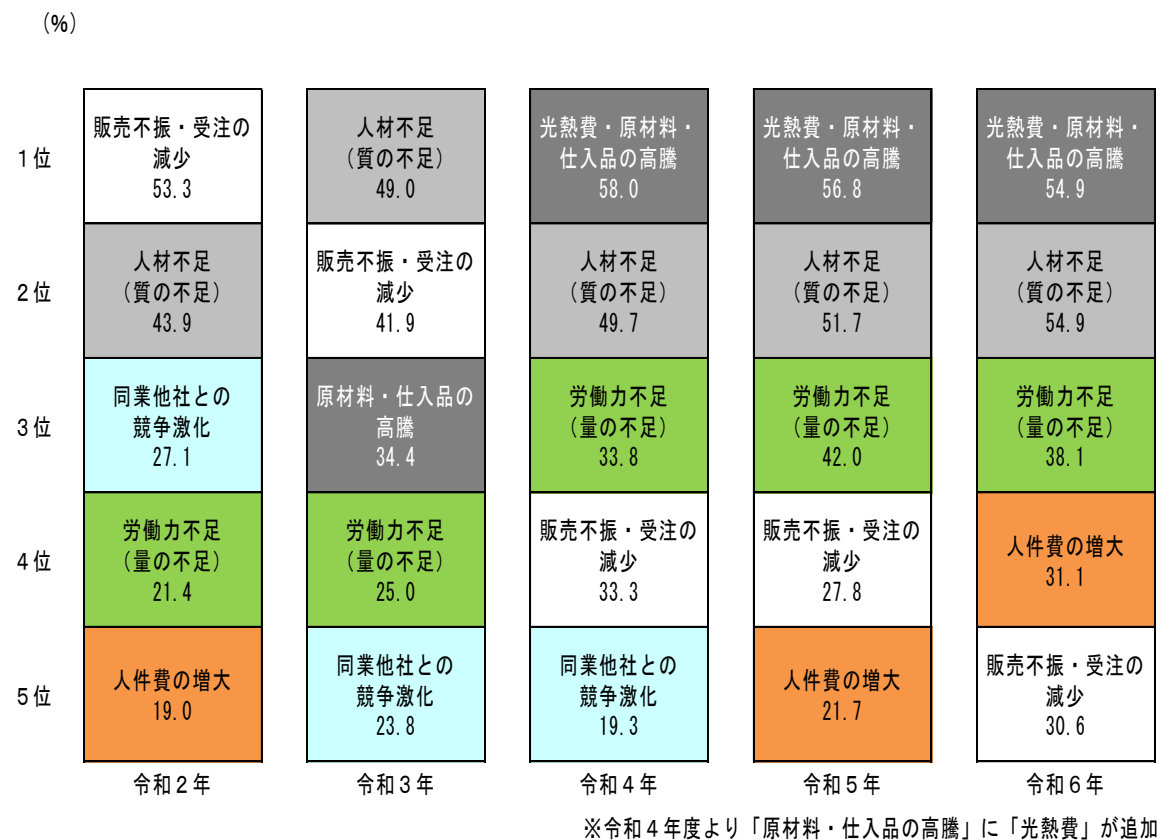 (%)
1位
2位
3位
4位
5位
販売不振・受注の
減少
53.3
人材不足
(質の不足)
43.9
同業他社との
競争激化
27.1
労働力不足
(量の不足)
21.4
人件費の増大
19.0
令和2年
人材不足
(質の不足)
49.0
販売不振・受注の
減少
41.9
原材料・仕入品の
高騰
34.4
労働力不足
(量の不足)
25.0
同業他社との
競争激化
23.8
令和3年
光熱費・原材料・
仕入品の高騰
58.0
人材不足
(質の不足)
49.7
労働力不足
(量の不足)
33.8
販売不振・受注の
減少
33.3
同業他社との
競争激化
19.3
令和4年
光熱費・原材料・
仕入品の高騰
56.8
人材不足
(質の不足)
51.7
労働力不足
(量の不足)
42.0
販売不振・受注の
減少
27.8
人件費の増大
21.7
令和5年
光熱費・原材料・
仕入品の高騰
54.9
人材不足
(質の不足)
54.9
労働力不足
(量の不足)
38.1
人件費の増大
31.1
販売不振・受注の
減少
30.6
令和6年
※令和4年度より「原材料・仕入品の高騰」に「光熱費」が追加